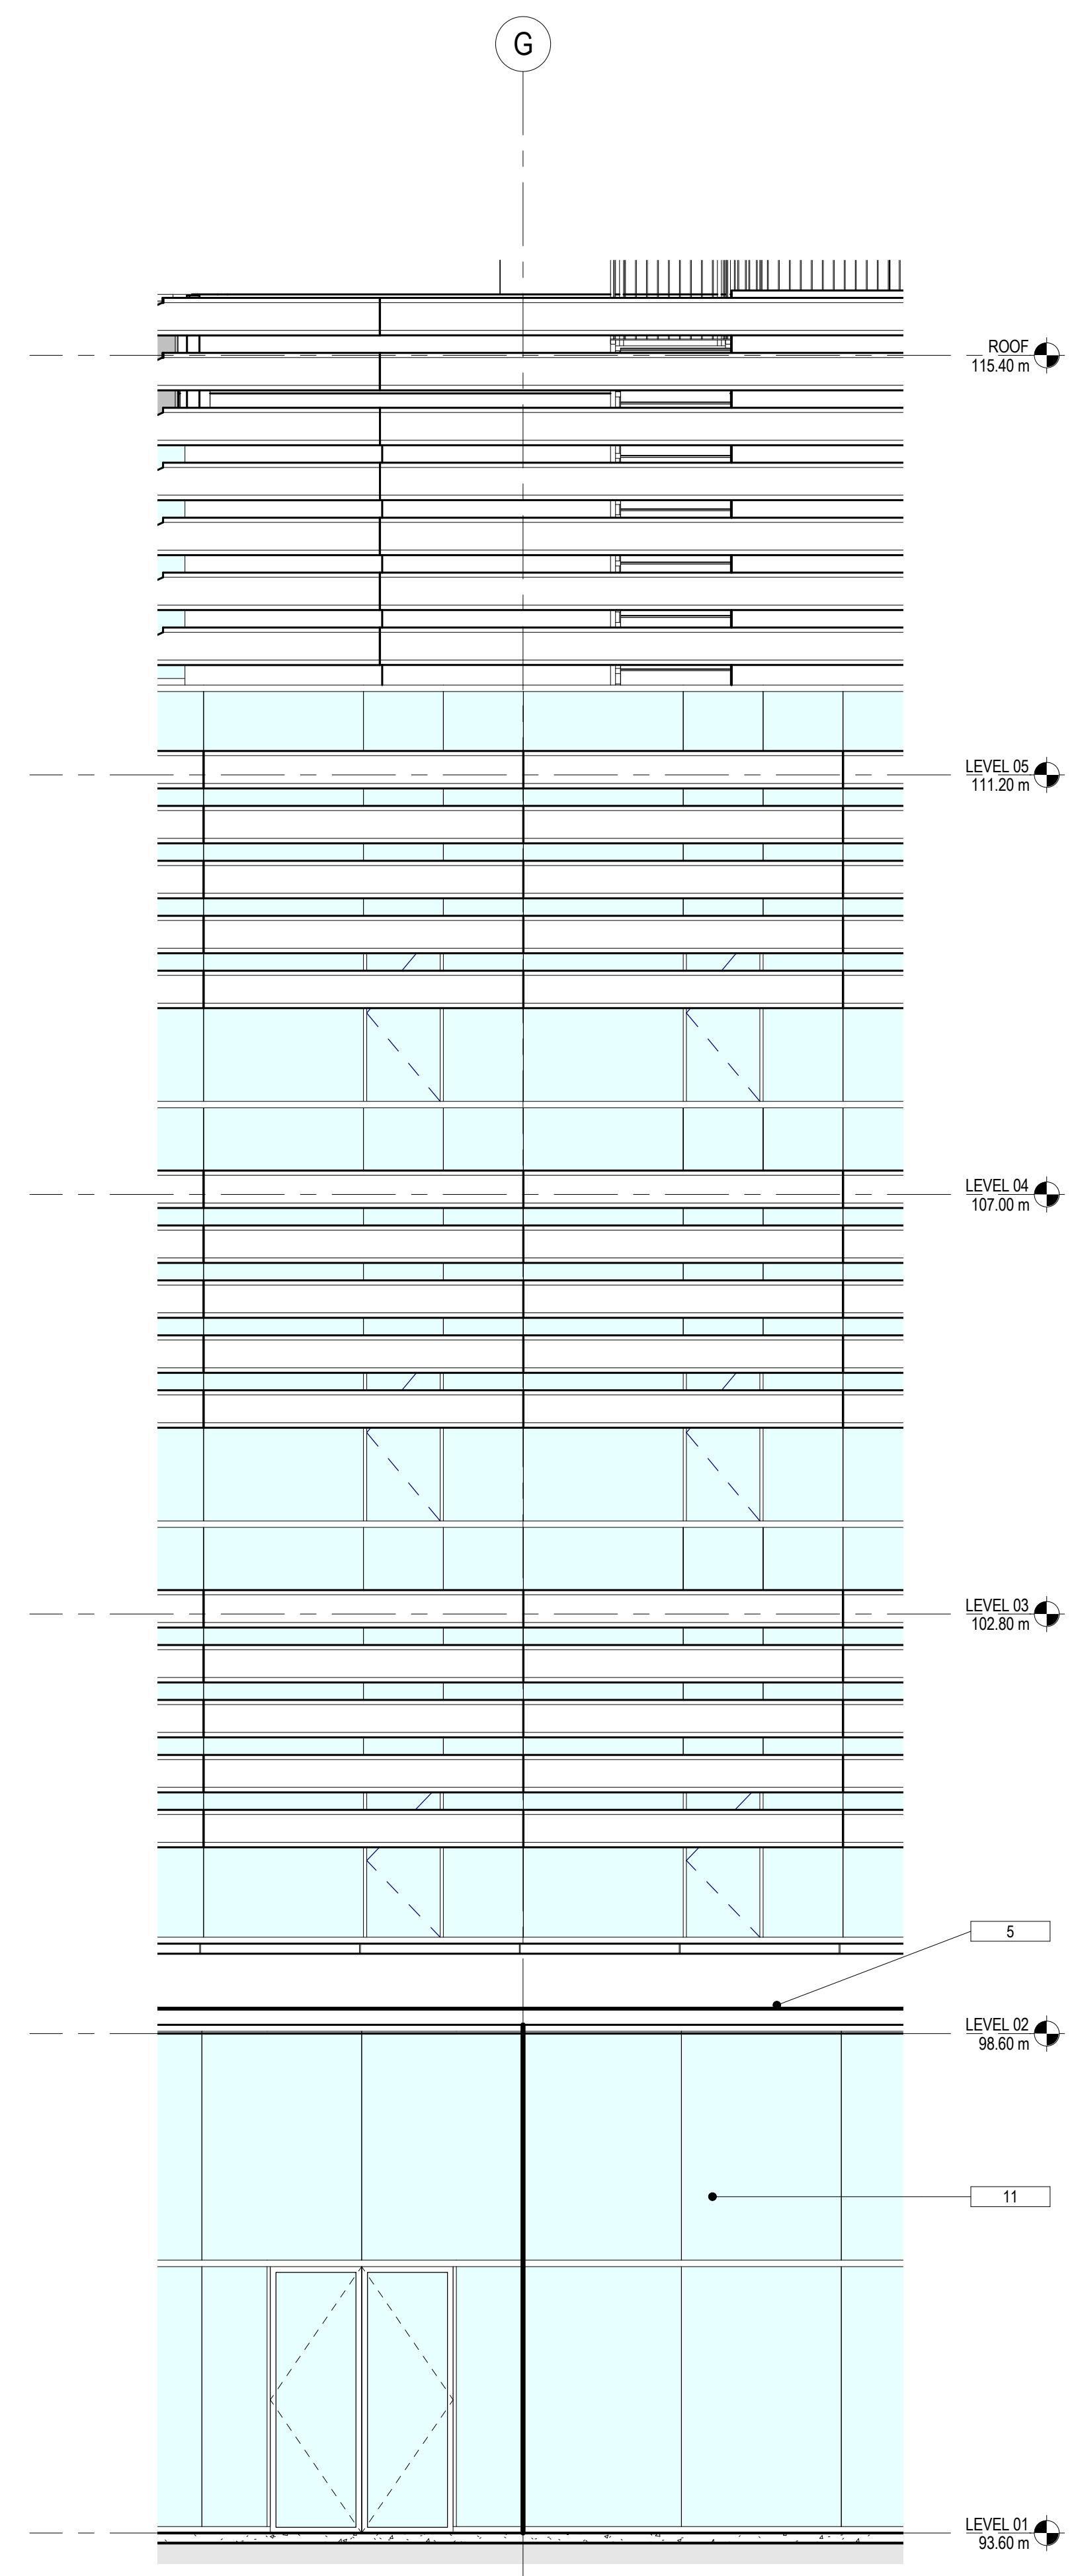 G
ROOF
115.40 m
LEVEL 05
111.20 m
LEVEL 04
107.00 m
LEVEL 03
102.80 m
5
LEVEL 02
98.60 m
11
LEVEL 01
93.60 m